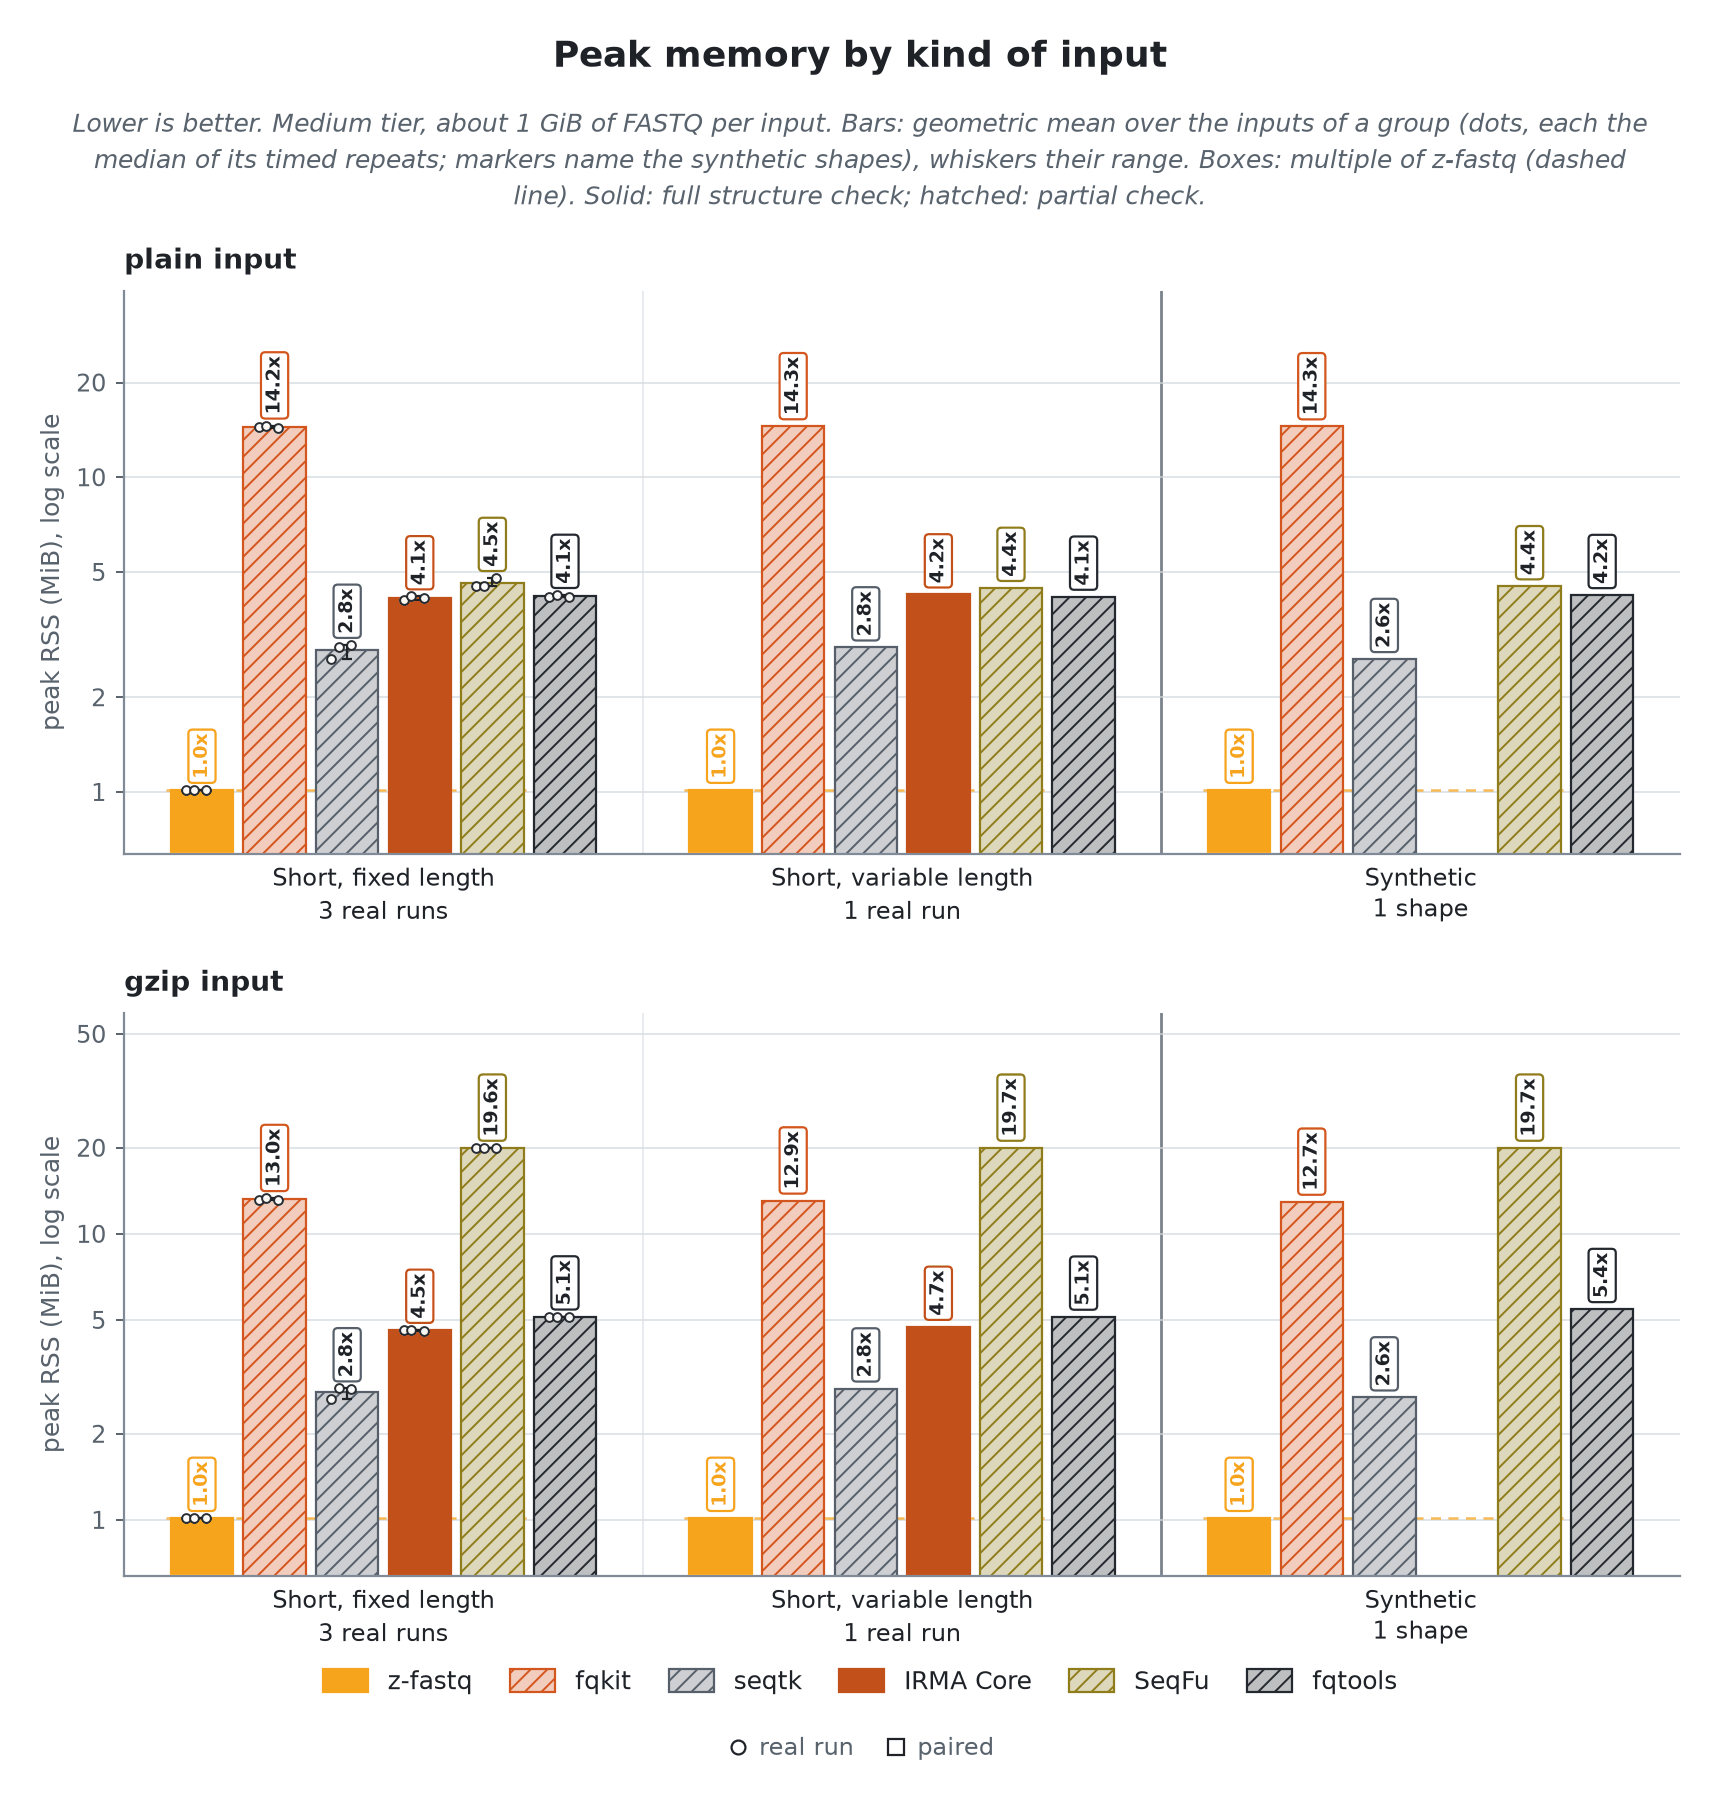 Peak memory by kind of input
Lower is better. Medium tier, about 1 GiB of FASTQ per input. Bars: geometric mean over the inputs of a group (dots, each the
median of its timed repeats; markers name the synthetic shapes), whiskers their range. Boxes: multiple of z-fastq (dashed
line). Solid: full structure check; hatched: partial check.
plain input
peak RSS (MiB), log scale
20
10
5
2
1
1.0x
14.2x
2.8x
4.1x
4.5x
4.1x
1.0x
14.3x
2.8x
4.2x
4.4x
4.1x
1.0x
14.3x
2.6x
4.4x
4.2x
Short, fixed length
3 real runs
Short, variable length
1 real run
Synthetic
1 shape
gzip input
peak RSS (MiB), log scale
50
20
10
5
2
1
1.0x
13.0x
2.8x
4.5x
19.6x
5.1x
1.0x
12.9x
2.8x
4.7x
19.7x
5.1x
1.0x
12.7x
2.6x
19.7x
5.4x
Short, fixed length
3 real runs
Short, variable length
1 real run
Synthetic
1 shape
z-fastq
fqkit
seqtk
IRMA Core
SeqFu
fqtools
real run
paired